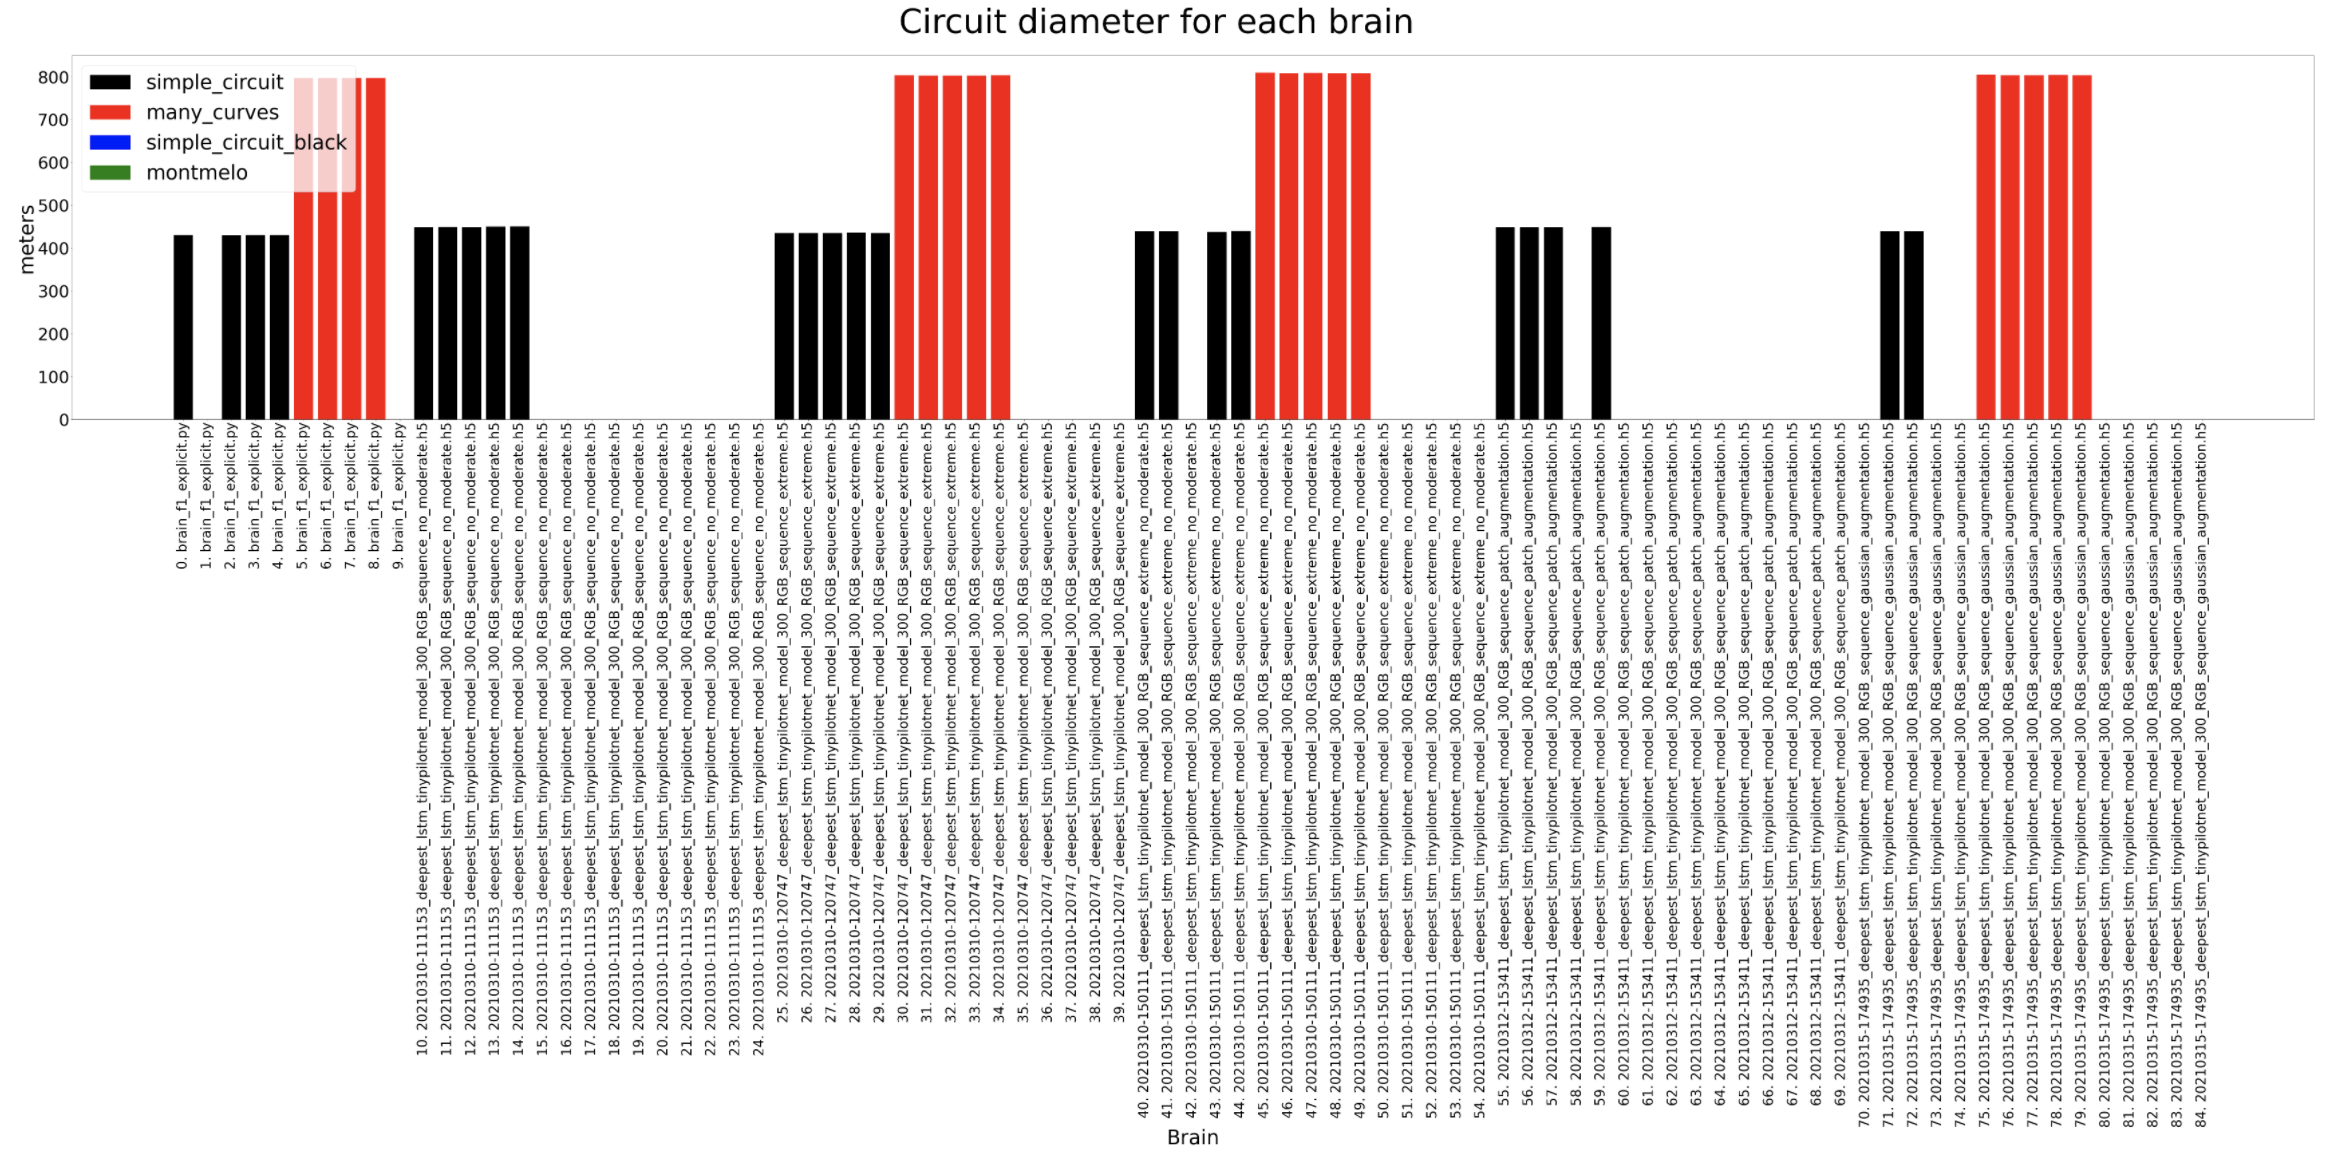 Circuit diameter for each brain
simple_circuit
many_curves
simple_circuit_black
montmelo
meters
800
700
600
500
400
300
200
100
0
0. brain_f1_explicit.py
1. brain_f1_explicit.py
2. brain_f1_explicit.py
3. brain_f1_explicit.py
4. brain_f1_explicit.py
5. brain_f1_explicit.py
6. brain_f1_explicit.py
7. brain_f1_explicit.py
8. brain_f1_explicit.py
9. brain_f1_explicit.py
10. 20210310-111153_deepest_lstm_tinypilotnet_model_300_RGB_sequence_no_moderate.h5
11. 20210310-111153_deepest_lstm_tinypilotnet_model_300_RGB_sequence_no_moderate.h5
12. 20210310-111153_deepest_lstm_tinypilotnet_model_300_RGB_sequence_no_moderate.h5
13. 20210310-111153_deepest_lstm_tinypilotnet_model_300_RGB_sequence_no_moderate.h5
14. 20210310-111153_deepest_lstm_tinypilotnet_model_300_RGB_sequence_no_moderate.h5
15. 20210310-111153_deepest_lstm_tinypilotnet_model_300_RGB_sequence_no_moderate.h5
16. 20210310-111153_deepest_lstm_tinypilotnet_model_300_RGB_sequence_no_moderate.h5
17. 20210310-111153_deepest_lstm_tinypilotnet_model_300_RGB_sequence_no_moderate.h5
18. 20210310-111153_deepest_lstm_tinypilotnet_model_300_RGB_sequence_no_moderate.h5
19. 20210310-111153_deepest_lstm_tinypilotnet_model_300_RGB_sequence_no_moderate.h5
20. 20210310-111153_deepest_lstm_tinypilotnet_model_300_RGB_sequence_no_moderate.h5
21. 20210310-111153_deepest_lstm_tinypilotnet_model_300_RGB_sequence_no_moderate.h5
22. 20210310-111153_deepest_lstm_tinypilotnet_model_300_RGB_sequence_no_moderate.h5
23. 20210310-111153_deepest_lstm_tinypilotnet_model_300_RGB_sequence_no_moderate.h5
24. 20210310-111153_deepest_lstm_tinypilotnet_model_300_RGB_sequence_no_moderate.h5
25. 20210310-120747_deepest_lstm_tinypilotnet_model_300_RGB_sequence_extreme.h5
26. 20210310-120747_deepest_lstm_tinypilotnet_model_300_RGB_sequence_extreme.h5
27. 20210310-120747_deepest_lstm_tinypilotnet_model_300_RGB_sequence_extreme.h5
28. 20210310-120747_deepest_lstm_tinypilotnet_model_300_RGB_sequence_extreme.h5
29. 20210310-120747_deepest_lstm_tinypilotnet_model_300_RGB_sequence_extreme.h5
30. 20210310-120747_deepest_lstm_tinypilotnet_model_300_RGB_sequence_extreme.h5
31. 20210310-120747_deepest_lstm_tinypilotnet_model_300_RGB_sequence_extreme.h5
32. 20210310-120747_deepest_lstm_tinypilotnet_model_300_RGB_sequence_extreme.h5
33. 20210310-120747_deepest_lstm_tinypilotnet_model_300_RGB_sequence_extreme.h5
34. 20210310-120747_deepest_lstm_tinypilotnet_model_300_RGB_sequence_extreme.h5
35. 20210310-120747_deepest_lstm_tinypilotnet_model_300_RGB_sequence_extreme.h5
36. 20210310-120747_deepest_lstm_tinypilotnet_model_300_RGB_sequence_extreme.h5
37. 20210310-120747_deepest_lstm_tinypilotnet_model_300_RGB_sequence_extreme.h5
38. 20210310-120747_deepest_lstm_tinypilotnet_model_300_RGB_sequence_extreme.h5
39. 20210310-120747_deepest_lstm_tinypilotnet_model_300_RGB_sequence_extreme.h5
40. 20210310-150111_deepest_lstm_tinypilotnet_model_300_RGB_sequence_extreme_no_moderate.h5
41. 20210310-150111_deepest_lstm_tinypilotnet_model_300_RGB_sequence_extreme_no_moderate.h5
42. 20210310-150111_deepest_lstm_tinypilotnet_model_300_RGB_sequence_extreme_no_moderate.h5
43. 20210310-150111_deepest_lstm_tinypilotnet_model_300_RGB_sequence_extreme_no_moderate.h5
44. 20210310-150111_deepest_lstm_tinypilotnet_model_300_RGB_sequence_extreme_no_moderate.h5
45. 20210310-150111_deepest_lstm_tinypilotnet_model_300_RGB_sequence_extreme_no_moderate.h5
46. 20210310-150111_deepest_lstm_tinypilotnet_model_300_RGB_sequence_extreme_no_moderate.h5
47. 20210310-150111_deepest_lstm_tinypilotnet_model_300_RGB_sequence_extreme_no_moderate.h5
48. 20210310-150111_deepest_lstm_tinypilotnet_model_300_RGB_sequence_extreme_no_moderate.h5
49. 20210310-150111_deepest_lstm_tinypilotnet_model_300_RGB_sequence_extreme_no_moderate.h5
50. 20210310-150111_deepest_lstm_tinypilotnet_model_300_RGB_sequence_extreme_no_moderate.h5
51. 20210310-150111_deepest_lstm_tinypilotnet_model_300_RGB_sequence_extreme_no_moderate.h5
52. 20210310-150111_deepest_lstm_tinypilotnet_model_300_RGB_sequence_extreme_no_moderate.h5
53. 20210310-150111_deepest_lstm_tinypilotnet_model_300_RGB_sequence_extreme_no_moderate.h5
54. 20210310-150111_deepest_lstm_tinypilotnet_model_300_RGB_sequence_extreme_no_moderate.h5
55. 20210312-153411_deepest_lstm_tinypilotnet_model_300_RGB_sequence_patch_augmentation.h5
56. 20210312-153411_deepest_lstm_tinypilotnet_model_300_RGB_sequence_patch_augmentation.h5
57. 20210312-153411_deepest_lstm_tinypilotnet_model_300_RGB_sequence_patch_augmentation.h5
58. 20210312-153411_deepest_lstm_tinypilotnet_model_300_RGB_sequence_patch_augmentation.h5
59. 20210312-153411_deepest_lstm_tinypilotnet_model_300_RGB_sequence_patch_augmentation.h5
60. 20210312-153411_deepest_lstm_tinypilotnet_model_300_RGB_sequence_patch_augmentation.h5
61. 20210312-153411_deepest_lstm_tinypilotnet_model_300_RGB_sequence_patch_augmentation.h5
62. 20210312-153411_deepest_lstm_tinypilotnet_model_300_RGB_sequence_patch_augmentation.h5
63. 20210312-153411_deepest_lstm_tinypilotnet_model_300_RGB_sequence_patch_augmentation.h5
64. 20210312-153411_deepest_lstm_tinypilotnet_model_300_RGB_sequence_patch_augmentation.h5
65. 20210312-153411_deepest_lstm_tinypilotnet_model_300_RGB_sequence_patch_augmentation.h5
66. 20210312-153411_deepest_lstm_tinypilotnet_model_300_RGB_sequence_patch_augmentation.h5
67. 20210312-153411_deepest_lstm_tinypilotnet_model_300_RGB_sequence_patch_augmentation.h5
68. 20210312-153411_deepest_lstm_tinypilotnet_model_300_RGB_sequence_patch_augmentation.h5
69. 20210312-153411_deepest_lstm_tinypilotnet_model_300_RGB_sequence_patch_augmentation.h5
70. 20210315-174935_deepest_lstm_tinypilotnet_model_300_RGB_sequence_gaussian_augmentation.h5
71. 20210315-174935_deepest_lstm_tinypilotnet_model_300_RGB_sequence_gaussian_augmentation.h5
72. 20210315-174935_deepest_lstm_tinypilotnet_model_300_RGB_sequence_gaussian_augmentation.h5
73. 20210315-174935_deepest_lstm_tinypilotnet_model_300_RGB_sequence_gaussian_augmentation.h5
74. 20210315-174935_deepest_lstm_tinypilotnet_model_300_RGB_sequence_gaussian_augmentation.h5
75. 20210315-174935_deepest_lstm_tinypilotnet_model_300_RGB_sequence_gaussian_augmentation.h5
76. 20210315-174935_deepest_lstm_tinypilotnet_model_300_RGB_sequence_gaussian_augmentation.h5
77. 20210315-174935_deepest_lstm_tinypilotnet_model_300_RGB_sequence_gaussian_augmentation.h5
78. 20210315-174935_deepest_lstm_tinypilotnet_model_300_RGB_sequence_gaussian_augmentation.h5
79. 20210315-174935_deepest_lstm_tinypilotnet_model_300_RGB_sequence_gaussian_augmentation.h5
80. 20210315-174935_deepest_lstm_tinypilotnet_model_300_RGB_sequence_gaussian_augmentation.h5
81. 20210315-174935_deepest_lstm_tinypilotnet_model_300_RGB_sequence_gaussian_augmentation.h5
82. 20210315-174935_deepest_lstm_tinypilotnet_model_300_RGB_sequence_gaussian_augmentation.h5
83. 20210315-174935_deepest_lstm_tinypilotnet_model_300_RGB_sequence_gaussian_augmentation.h5
84. 20210315-174935_deepest_lstm_tinypilotnet_model_300_RGB_sequence_gaussian_augmentation.h5
Brain